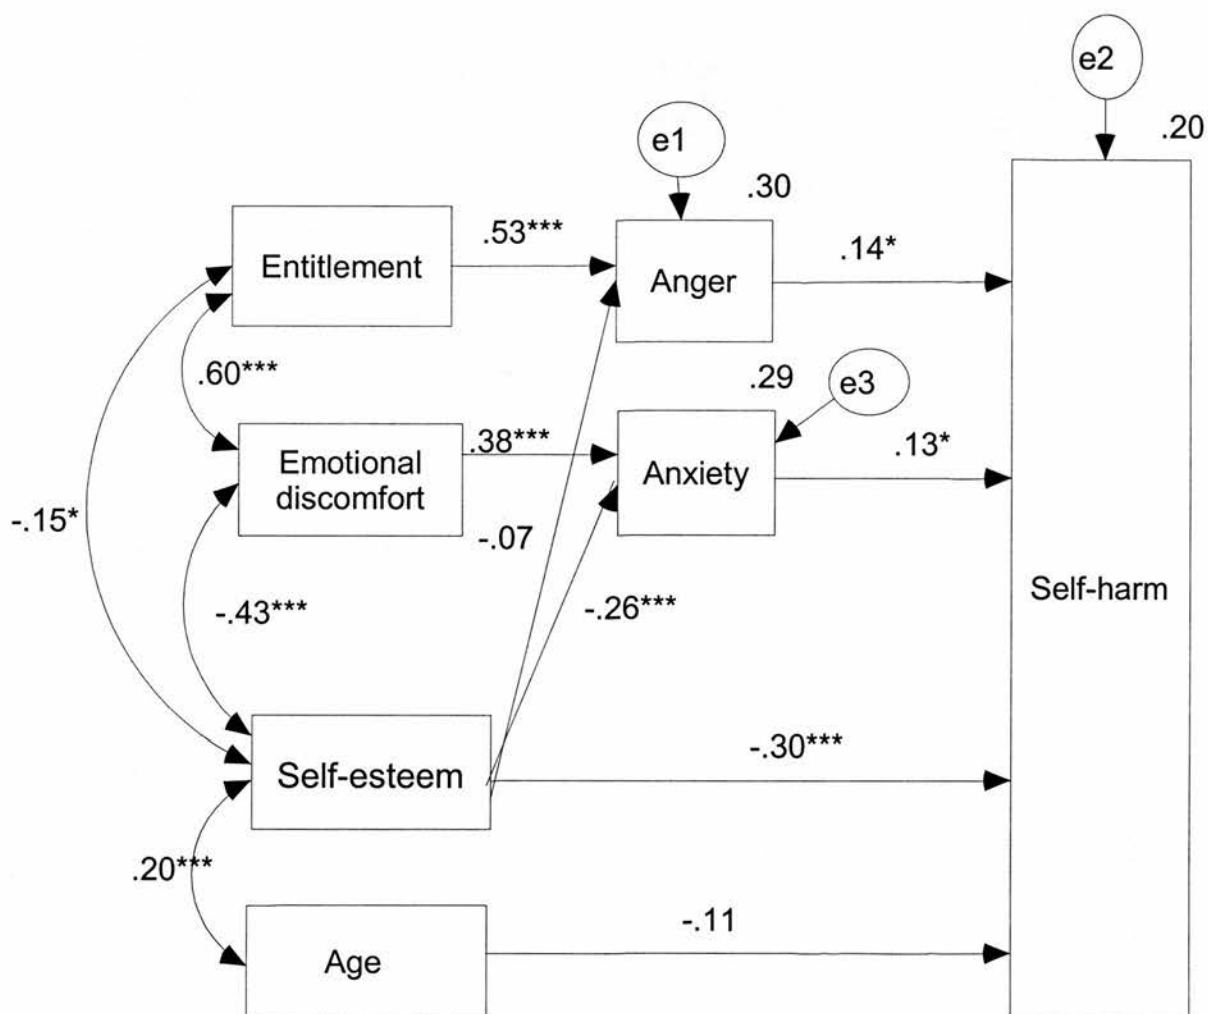 e2
.20
e1
.30
.53***
.14*
Entitlement
Anger
.60***
.29
e3
.38***
.13*
Emotional
discomfort
Anxiety
-.15*
-.07
-.43***
-.26***
Self-harm
-.30***
Self-esteem
.20***
-.11
Age